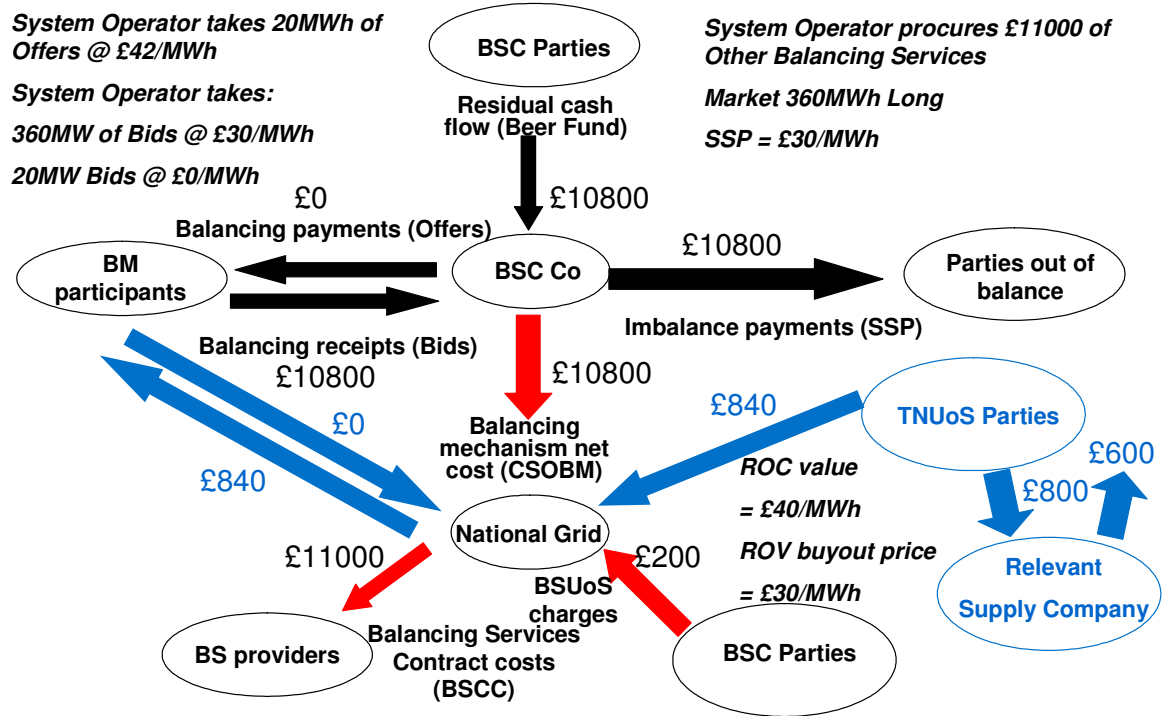 System Operator takes 20MWh of
Offers @ £42/MWh
System Operator takes:
360MW of Bids @ £30/MWh
20MW Bids @ £0/MWh
BSC Parties
Residual cash
flow (Beer Fund)
System Operator procures £11000 of
Other Balancing Services
Market 360MWh Long
SSP = £30/MWh
£0
£10800
Balancing payments (Offers)
£10800
BM
participants
BSC Co
Parties out of
balance
Imbalance payments (SSP)
Balancing receipts (Bids)
£10800
£10800
£0
£840
£840
TNUoS Parties
Balancing
mechanism net
cost (CSOBM)
ROC value
= £40/MWh
£600
£800
National Grid
£11000
£200
ROV buyout price
= £30/MWh
BSUoS
charges
Relevant
Supply Company
BS providers
Balancing Services
Contract costs
(BSCC)
BSC Parties